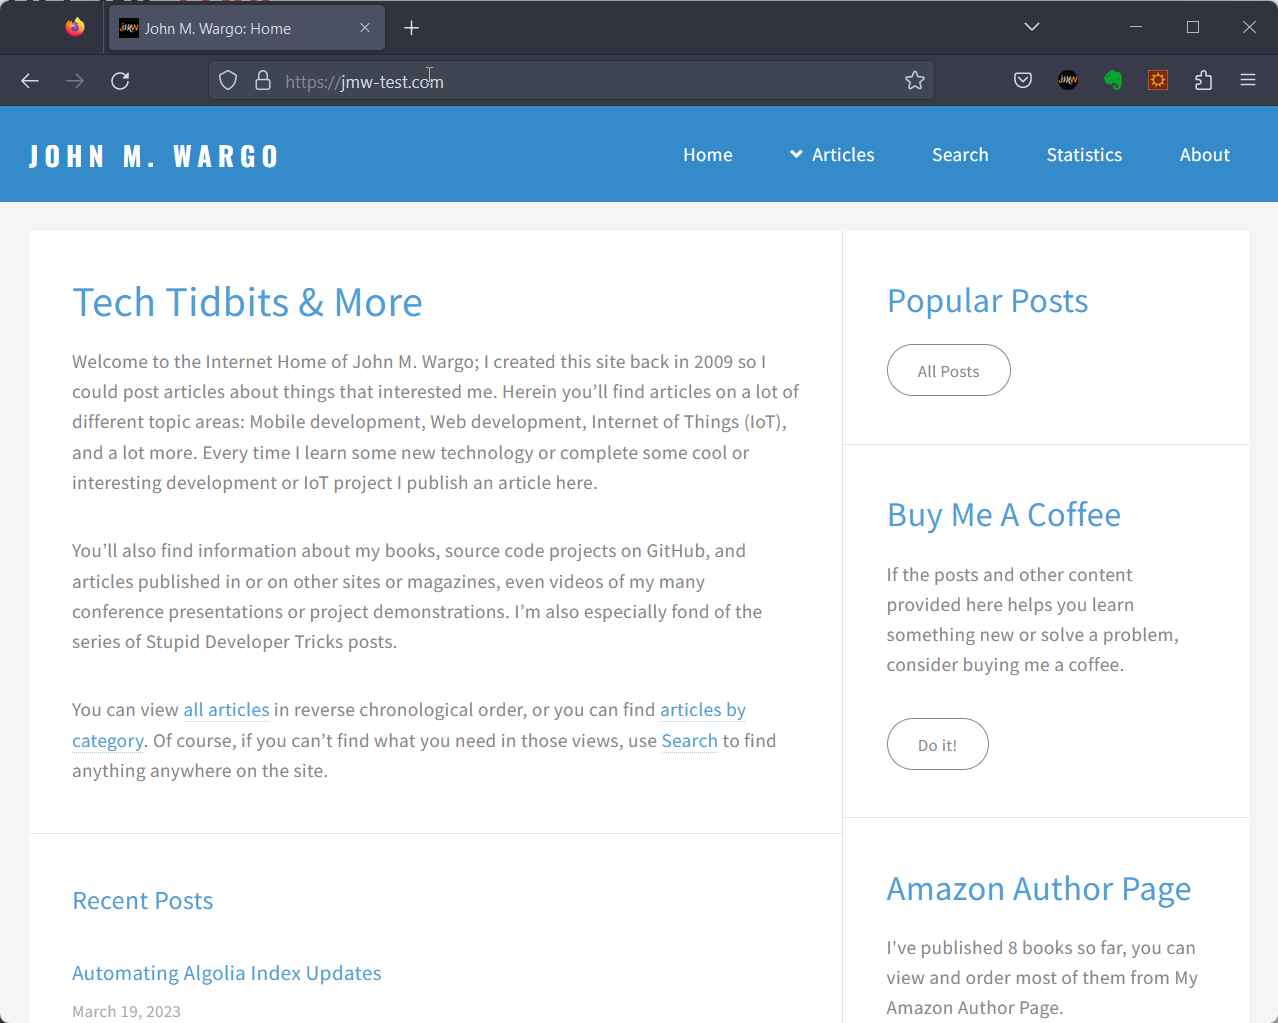 John M. Wargo: Home
https://jmw-test.com
JOHN M. WARGO
Home
Articles
Search
Statistics
About
Tech Tidbits & More
Welcome to the Internet Home of John M. Wargo; I created this site back in 2009 so I
could post articles about things that interested me. Herein you’ll find articles on a lot of
different topic areas: Mobile development, Web development, Internet of Things (IoT),
and a lot more. Every time I learn some new technology or complete some cool or
interesting development or IoT project I publish an article here.
You’ll also find information about my books, source code projects on GitHub, and
articles published in or on other sites or magazines, even videos of my many
conference presentations or project demonstrations. I’m also especially fond of the
series of Stupid Developer Tricks posts.
You can view all articles in reverse chronological order, or you can find articles by
category. Of course, if you can’t find what you need in those views, use Search to find
anything anywhere on the site.
Recent Posts
Automating Algolia Index Updates
March 19, 2023
Popular Posts
All Posts
Buy Me A Coffee
If the posts and other content
provided here helps you learn
something new or solve a problem,
consider buying me a coffee.
Do it!
Amazon Author Page
I've published 8 books so far, you can
view and order most of them from My
Amazon Author Page.